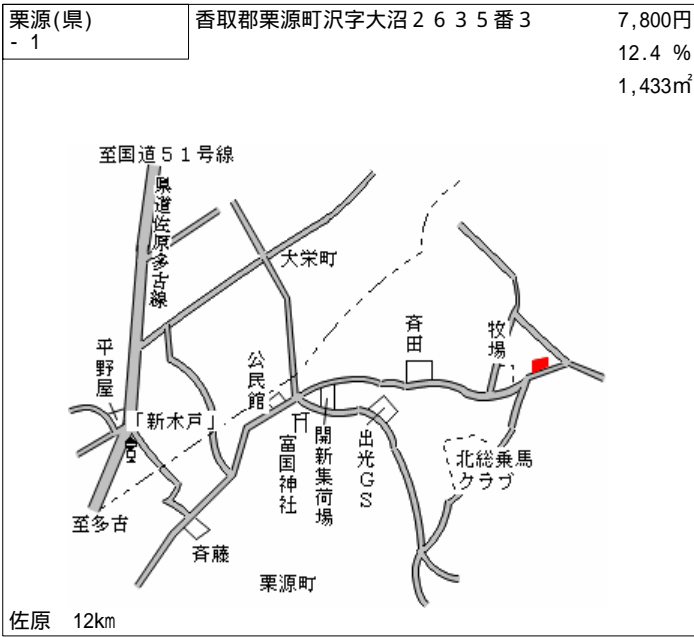 栗源(県)
- 1
香取郡栗源町沢字大沼２６３５番３
7,800円
12.4 %
1,433㎡
至国道５１号線
県道佐原多古線
大栄町
平野屋
公民館
斉田
牧場
「新木戸」
富国神社
開新集荷場
出光GS
北総乗馬
クラブ
至多古
斉藤
栗源町
佐原 12km